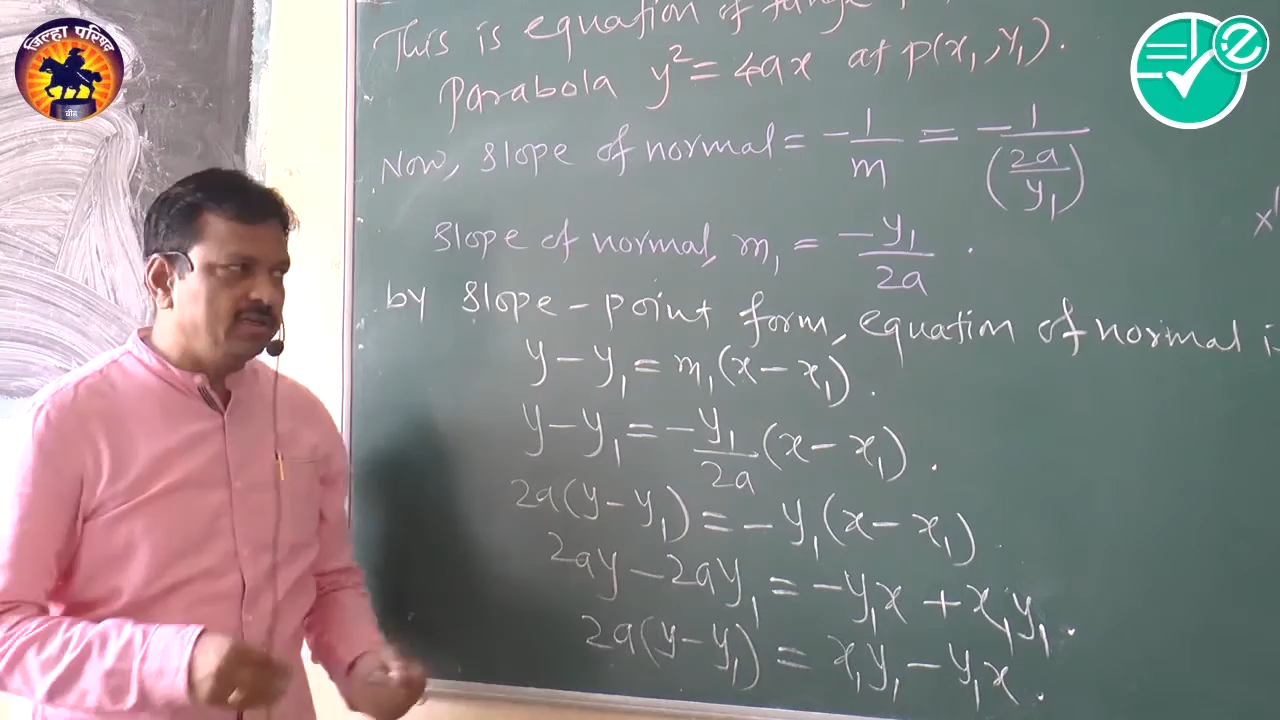 जिल्हा परिषद
बीड
This is equation of
Parabola y² = 4ax at P(x₁, y₁).
Now, slope of normal = -1/m = -1/(2a/y₁)
slope of normal, m₁ = -y₁/2a .
by slope-point form, equation of normal i
y - y₁ = m₁(x - x₁).
y - y₁ = -y₁/2a (x - x₁).
2a(y - y₁) = -y₁(x - x₁).
2ay - 2ay₁ = -y₁x + x₁y₁.
2a(y - y₁) = x₁y₁ - y₁x.